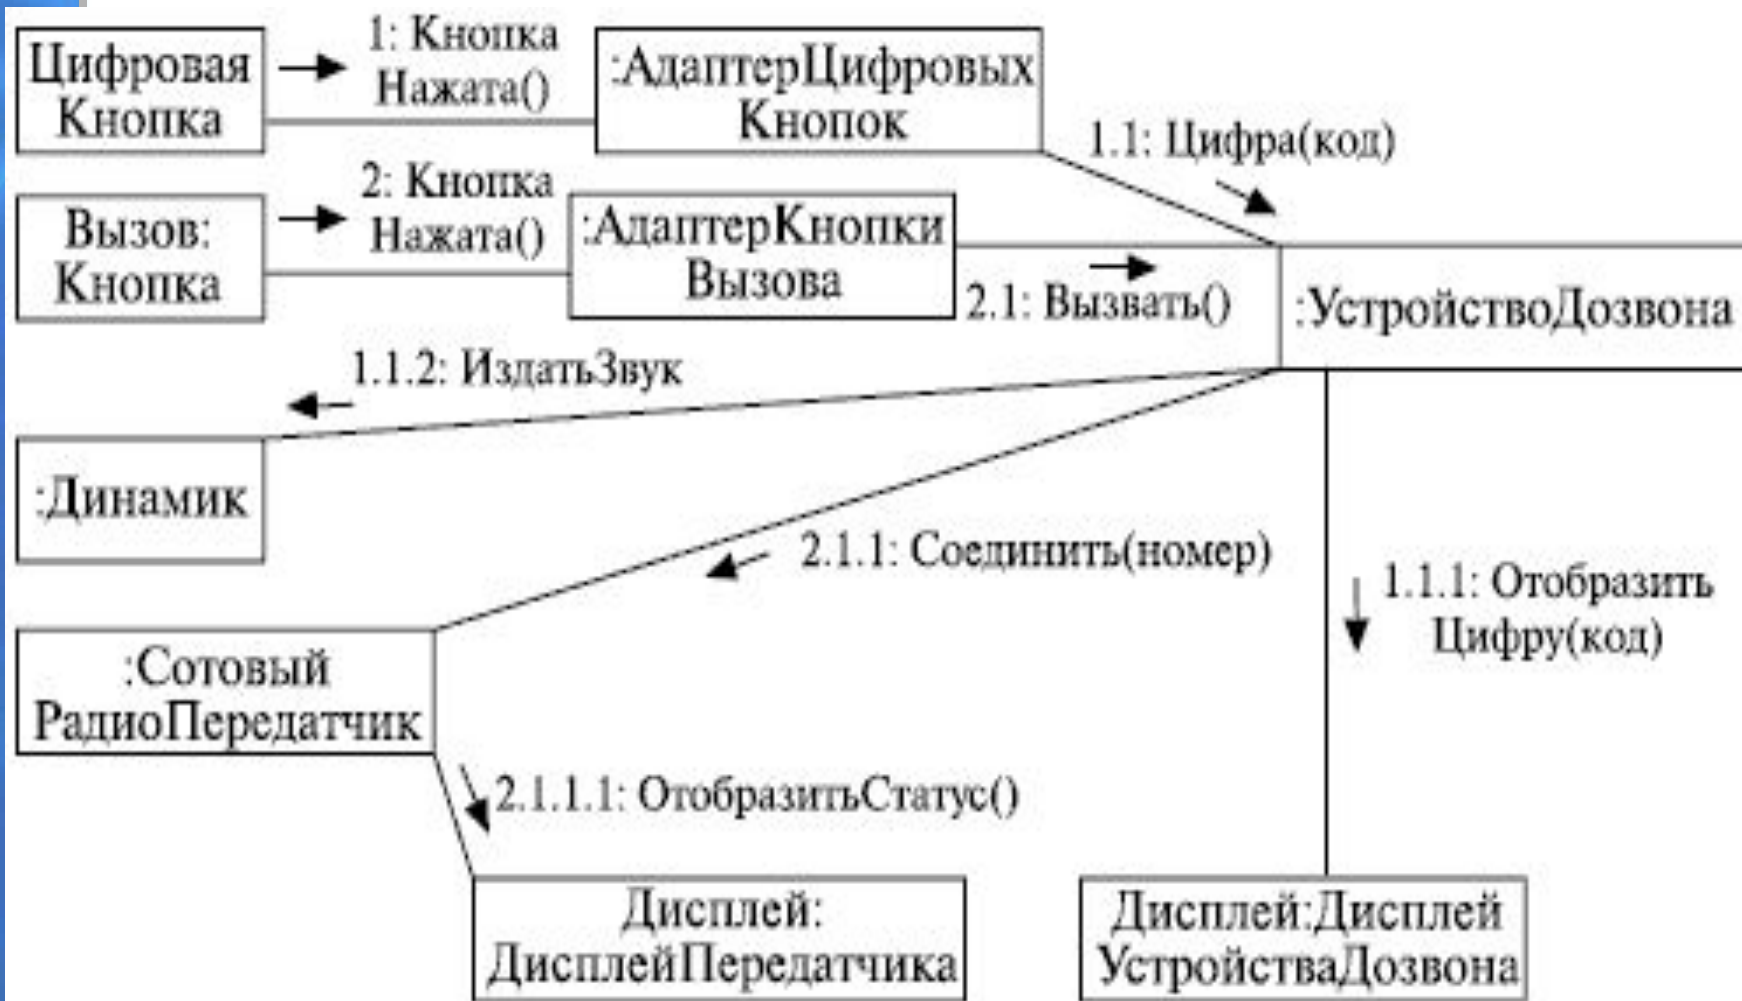 Цифровая
Кнопка
1: Кнопка
Нажата()
:АдаптерЦифровых
Кнопок
1.1: Цифра(код)
Вызов:
Кнопка
2: Кнопка
Нажата()
:АдаптерКнопки
Вызова
2.1: Вызвать()
:УстройствоДозвона
1.1.2: ИздатьЗвук
:Динамик
2.1.1: Соединить(номер)
1.1.1: Отобразить
Цифру(код)
:Сотовый
РадиоПередатчик
2.1.1.1: ОтобразитьСтатус()
Дисплей:
ДисплейПередатчика
Дисплей:Дисплей
УстройстваДозвона